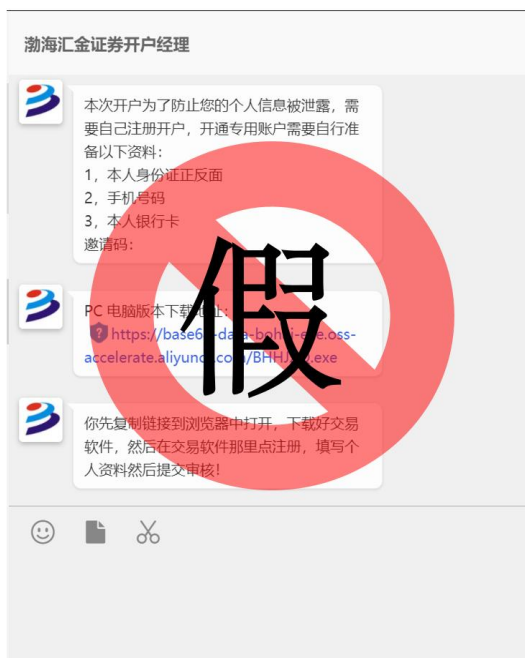 渤海汇金证券开户经理
本次开户为了防止您的个人信息被泄露，需
要自己注册开户，开通专用账户需要自行准
备以下资料：
1，本人身份证正反面
2，手机号码
3，本人银行卡
邀请码：
PC 电脑版本下载地址：
https://base6
oss-
accelerate.aliyun
你先复制链接到浏览器中打开，下载好交易
软件，然后在交易软件那里点注册，填写个
人资料然后提交审核！
假